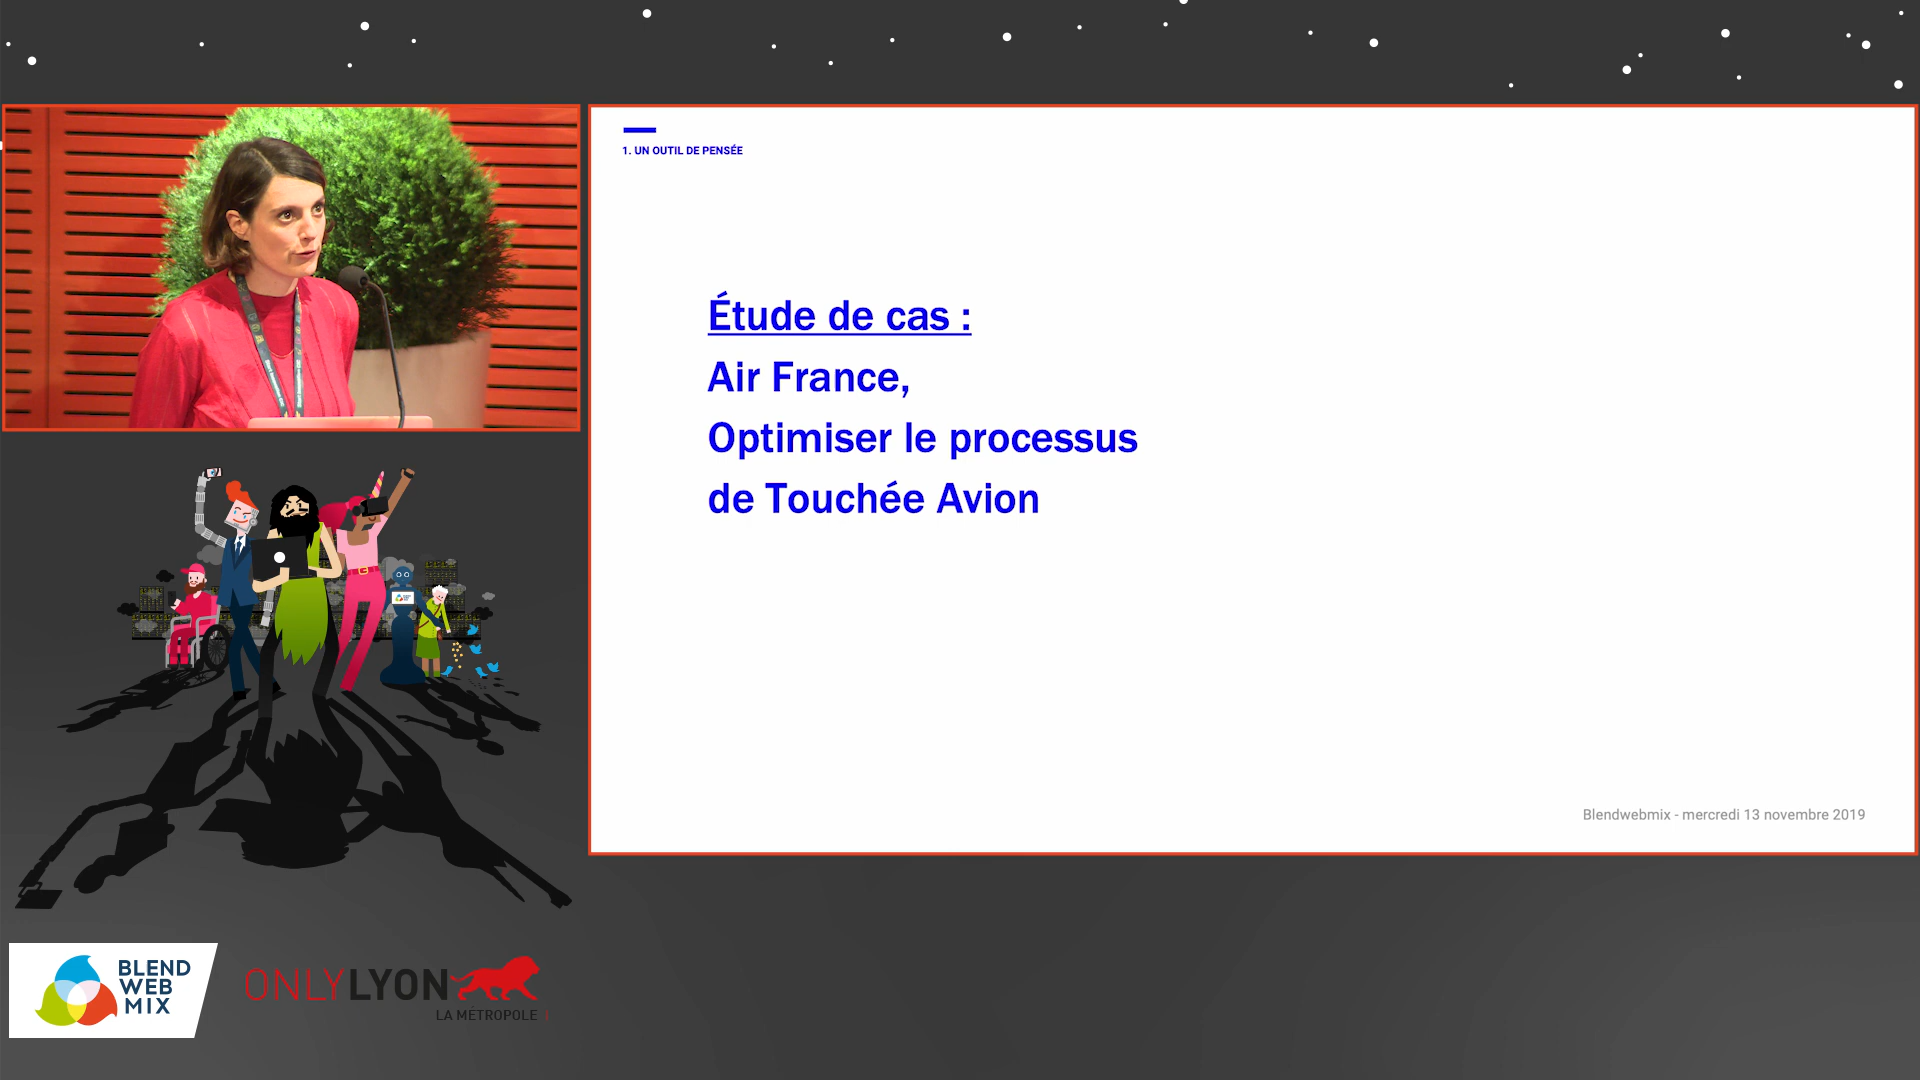 1. UN OUTIL DE PENSÉE
Étude de cas :
Air France,
Optimiser le processus
de Touchée Avion
Blendwebmix - mercredi 13 novembre 2019
BLEND
WEB
MIX
ONLYLYON
LA MÉTROPOLE